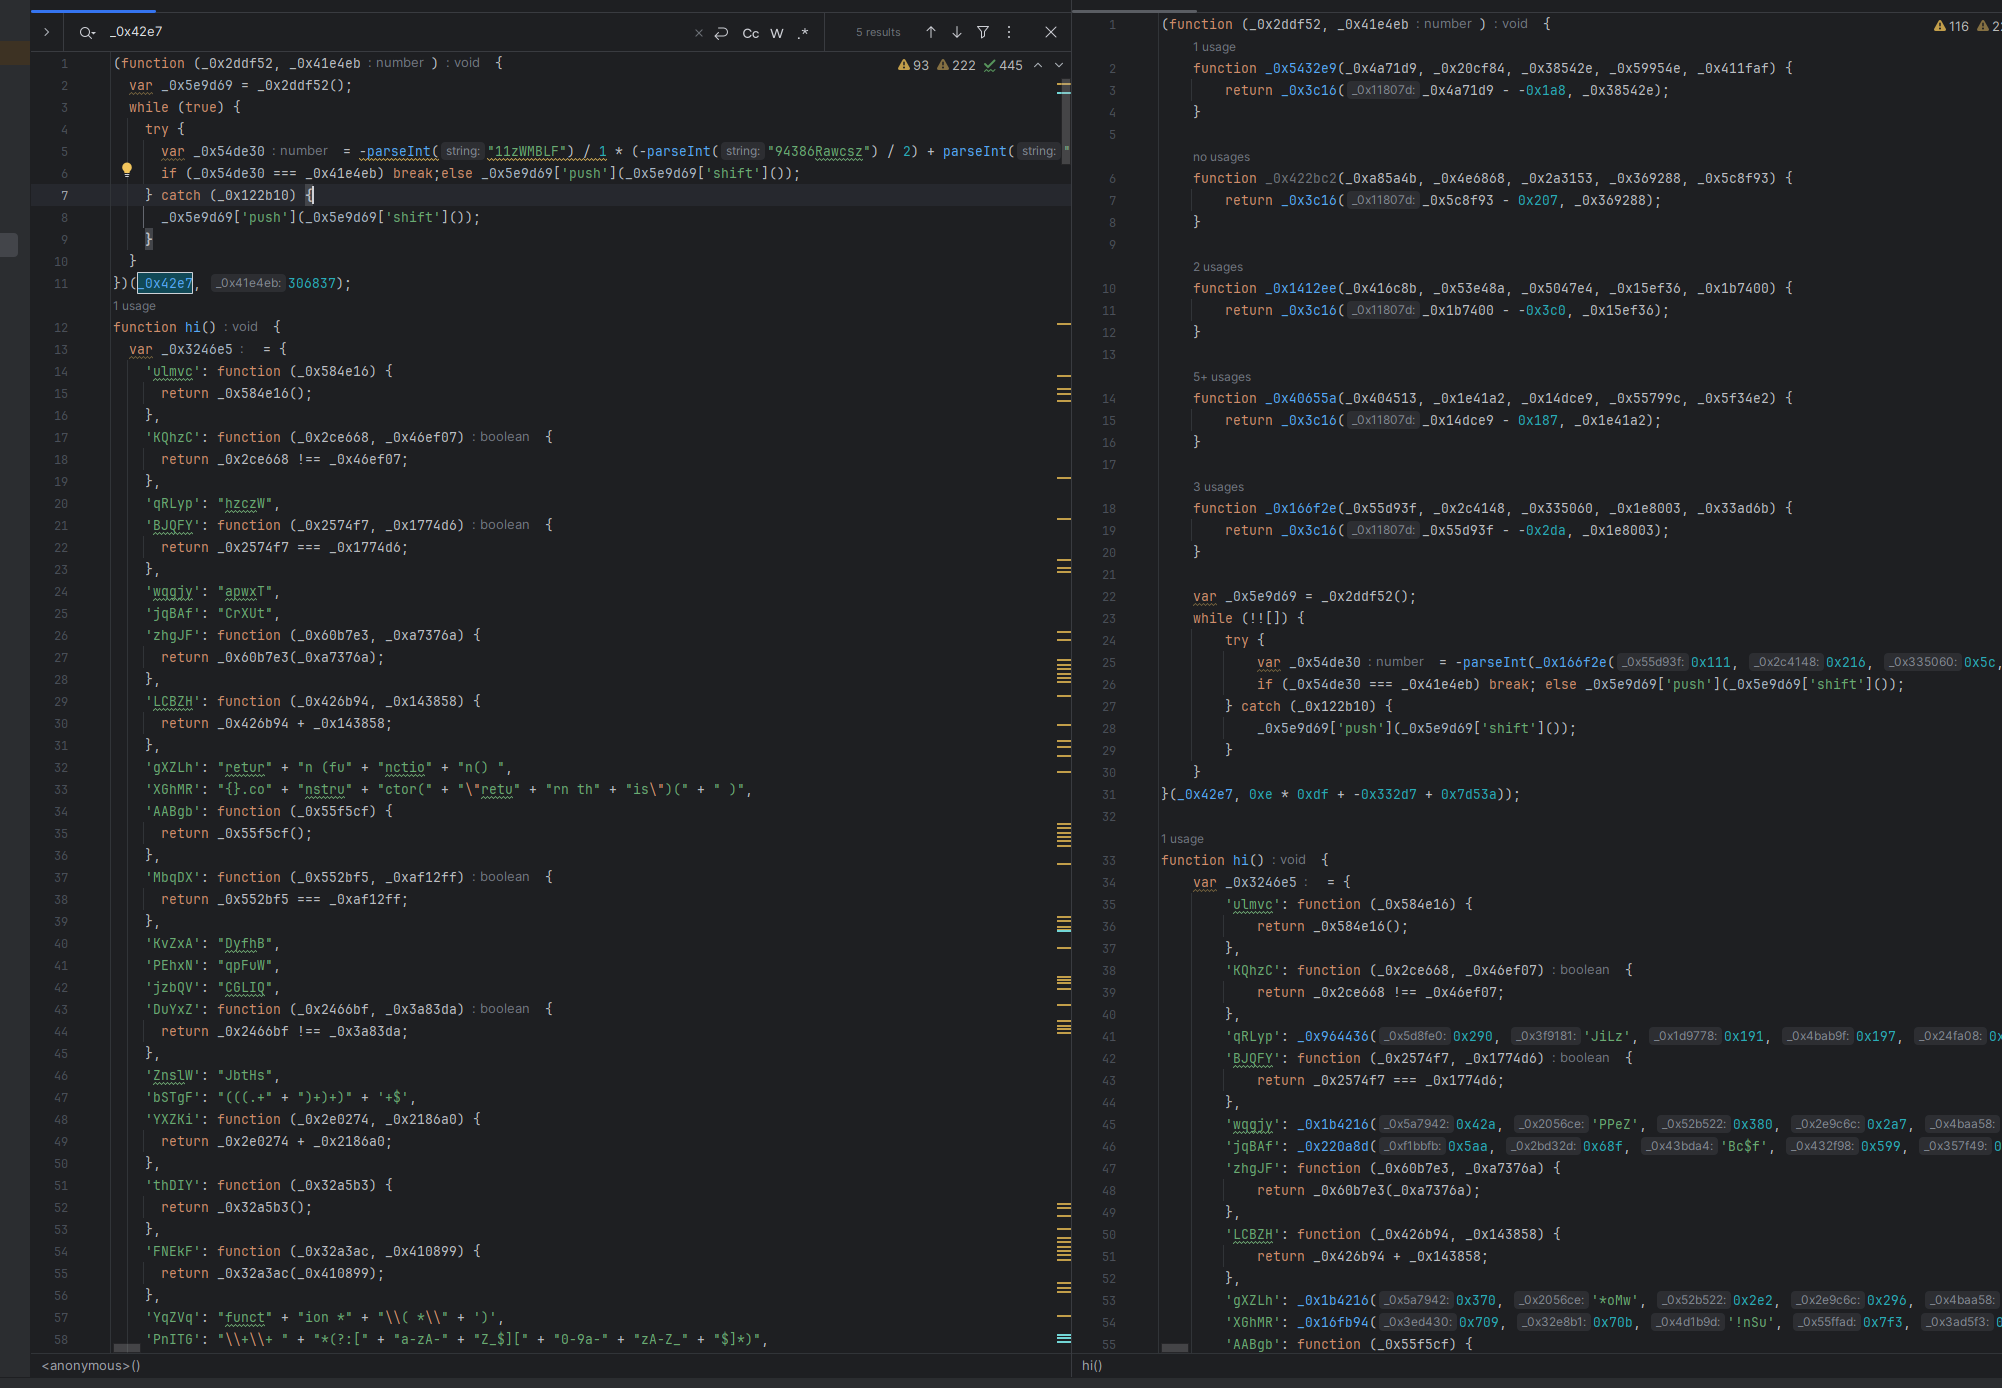 _0x42e7
Cc W .*
5 results
93 222 445
1 (function (_0x2ddf52, _0x41e4eb : number ) : void {
2 var _0x5e9d69 = _0x2ddf52();
3 while (true) {
4 try {
5 var _0x54de30 : number = -parseInt( string: "11zWMBLF") / 1 * (-parseInt( string: "94386Rawcsz") / 2) + parseInt( string: "
6 if (_0x54de30 === _0x41e4eb) break;else _0x5e9d69['push'](_0x5e9d69['shift']());
7 } catch (_0x122b10) {
8 _0x5e9d69['push'](_0x5e9d69['shift']());
9 }
10 }
11 })(_0x42e7, _0x41e4eb: 306837);
1 usage
12 function hi() : void {
13 var _0x3246e5 : = {
14 'ulmvc': function (_0x584e16) {
15 return _0x584e16();
16 },
17 'KQhzC': function (_0x2ce668, _0x46ef07) : boolean {
18 return _0x2ce668 !== _0x46ef07;
19 },
20 'qRLyp': "hzczW",
21 'BJQFY': function (_0x2574f7, _0x1774d6) : boolean {
22 return _0x2574f7 === _0x1774d6;
23 },
24 'wqgjy': "apwxT",
25 'jqBAf': "CrXUt",
26 'zhgJF': function (_0x60b7e3, _0xa7376a) {
27 return _0x60b7e3(_0xa7376a);
28 },
29 'LCBZH': function (_0x426b94, _0x143858) {
30 return _0x426b94 + _0x143858;
31 },
32 'gXZLh': "retur" + "n (fu" + "nctio" + "n() ",
33 'XGhMR': "{}.co" + "nstru" + "ctor(" + "\"retu" + "rn th" + "is\")(" + " )",
34 'AABgb': function (_0x55f5cf) {
35 return _0x55f5cf();
36 },
37 'MbqDX': function (_0x552bf5, _0xaf12ff) : boolean {
38 return _0x552bf5 === _0xaf12ff;
39 },
40 'KvZxA': "DyfhB",
41 'PEhxN': "qpFuW",
42 'jzbQV': "CGLIQ",
43 'DuYxZ': function (_0x2466bf, _0x3a83da) : boolean {
44 return _0x2466bf !== _0x3a83da;
45 },
46 'ZnslW': "JbtHs",
47 'bSTgF': "(((.+" + ")+)+)" + '+$',
48 'YXZKi': function (_0x2e0274, _0x2186a0) {
49 return _0x2e0274 + _0x2186a0;
50 },
51 'thDIY': function (_0x32a5b3) {
52 return _0x32a5b3();
53 },
54 'FNEkF': function (_0x32a3ac, _0x410899) {
55 return _0x32a3ac(_0x410899);
56 },
57 'YqZVq': "funct" + "ion *" + "\\( *\\" + ')',
58 'PnITG': "\\+\\+ " + "*(?:[" + "a-zA-" + "Z_$][" + "0-9a-" + "zA-Z_" + "$]*)",
<anonymous>()
116
1 (function (_0x2ddf52, _0x41e4eb : number ) : void {
1 usage
2 function _0x5432e9(_0x4a71d9, _0x20cf84, _0x38542e, _0x59954e, _0x411faf) {
3 return _0x3c16( _0x11807d: _0x4a71d9 - -0x1a8, _0x38542e);
4 }
5
no usages
6 function _0x422bc2(_0xa85a4b, _0x4e6868, _0x2a3153, _0x369288, _0x5c8f93) {
7 return _0x3c16( _0x11807d: _0x5c8f93 - 0x207, _0x369288);
8 }
9
2 usages
10 function _0x1412ee(_0x416c8b, _0x53e48a, _0x5047e4, _0x15ef36, _0x1b7400) {
11 return _0x3c16( _0x11807d: _0x1b7400 - -0x3c0, _0x15ef36);
12 }
13
5+ usages
14 function _0x40655a(_0x404513, _0x1e41a2, _0x14dce9, _0x55799c, _0x5f34e2) {
15 return _0x3c16( _0x11807d: _0x14dce9 - 0x187, _0x1e41a2);
16 }
17
3 usages
18 function _0x166f2e(_0x55d93f, _0x2c4148, _0x335060, _0x1e8003, _0x33ad6b) {
19 return _0x3c16( _0x11807d: _0x55d93f - -0x2da, _0x1e8003);
20 }
21
22 var _0x5e9d69 = _0x2ddf52();
23 while (!![]) {
24 try {
25 var _0x54de30 : number = -parseInt(_0x166f2e( _0x55d93f: 0x111, _0x2c4148: 0x216, _0x335060: 0x5c,
26 if (_0x54de30 === _0x41e4eb) break; else _0x5e9d69['push'](_0x5e9d69['shift']());
27 } catch (_0x122b10) {
28 _0x5e9d69['push'](_0x5e9d69['shift']());
29 }
30 }
31 }(_0x42e7, 0xe * 0xdf + -0x332d7 + 0x7d53a));
32
1 usage
33 function hi() : void {
34 var _0x3246e5 : = {
35 'ulmvc': function (_0x584e16) {
36 return _0x584e16();
37 },
38 'KQhzC': function (_0x2ce668, _0x46ef07) : boolean {
39 return _0x2ce668 !== _0x46ef07;
40 },
41 'qRLyp': _0x964436( _0x5d8fe0: 0x290, _0x3f9181: 'JiLz', _0x1d9778: 0x191, _0x4bab9f: 0x197, _0x24fa08: 0x
42 'BJQFY': function (_0x2574f7, _0x1774d6) : boolean {
43 return _0x2574f7 === _0x1774d6;
44 },
45 'wqgjy': _0x1b4216( _0x5a7942: 0x42a, _0x2056ce: 'PPeZ', _0x52b522: 0x380, _0x2e9c6c: 0x2a7, _0x4baa58:
46 'jqBAf': _0x220a8d( _0xf1bbfb: 0x5aa, _0x2bd32d: 0x68f, _0x43bda4: 'Bc$f', _0x432f98: 0x599, _0x357f49: 0
47 'zhgJF': function (_0x60b7e3, _0xa7376a) {
48 return _0x60b7e3(_0xa7376a);
49 },
50 'LCBZH': function (_0x426b94, _0x143858) {
51 return _0x426b94 + _0x143858;
52 },
53 'gXZLh': _0x1b4216( _0x5a7942: 0x370, _0x2056ce: '*oMw', _0x52b522: 0x2e2, _0x2e9c6c: 0x296, _0x4baa58:
54 'XGhMR': _0x16fb94( _0x3ed430: 0x709, _0x32e8b1: 0x70b, _0x4d1b9d: '!nSu', _0x55ffad: 0x7f3, _0x3ad5f3: 0
55 'AABgb': function (_0x55f5cf) {
hi()